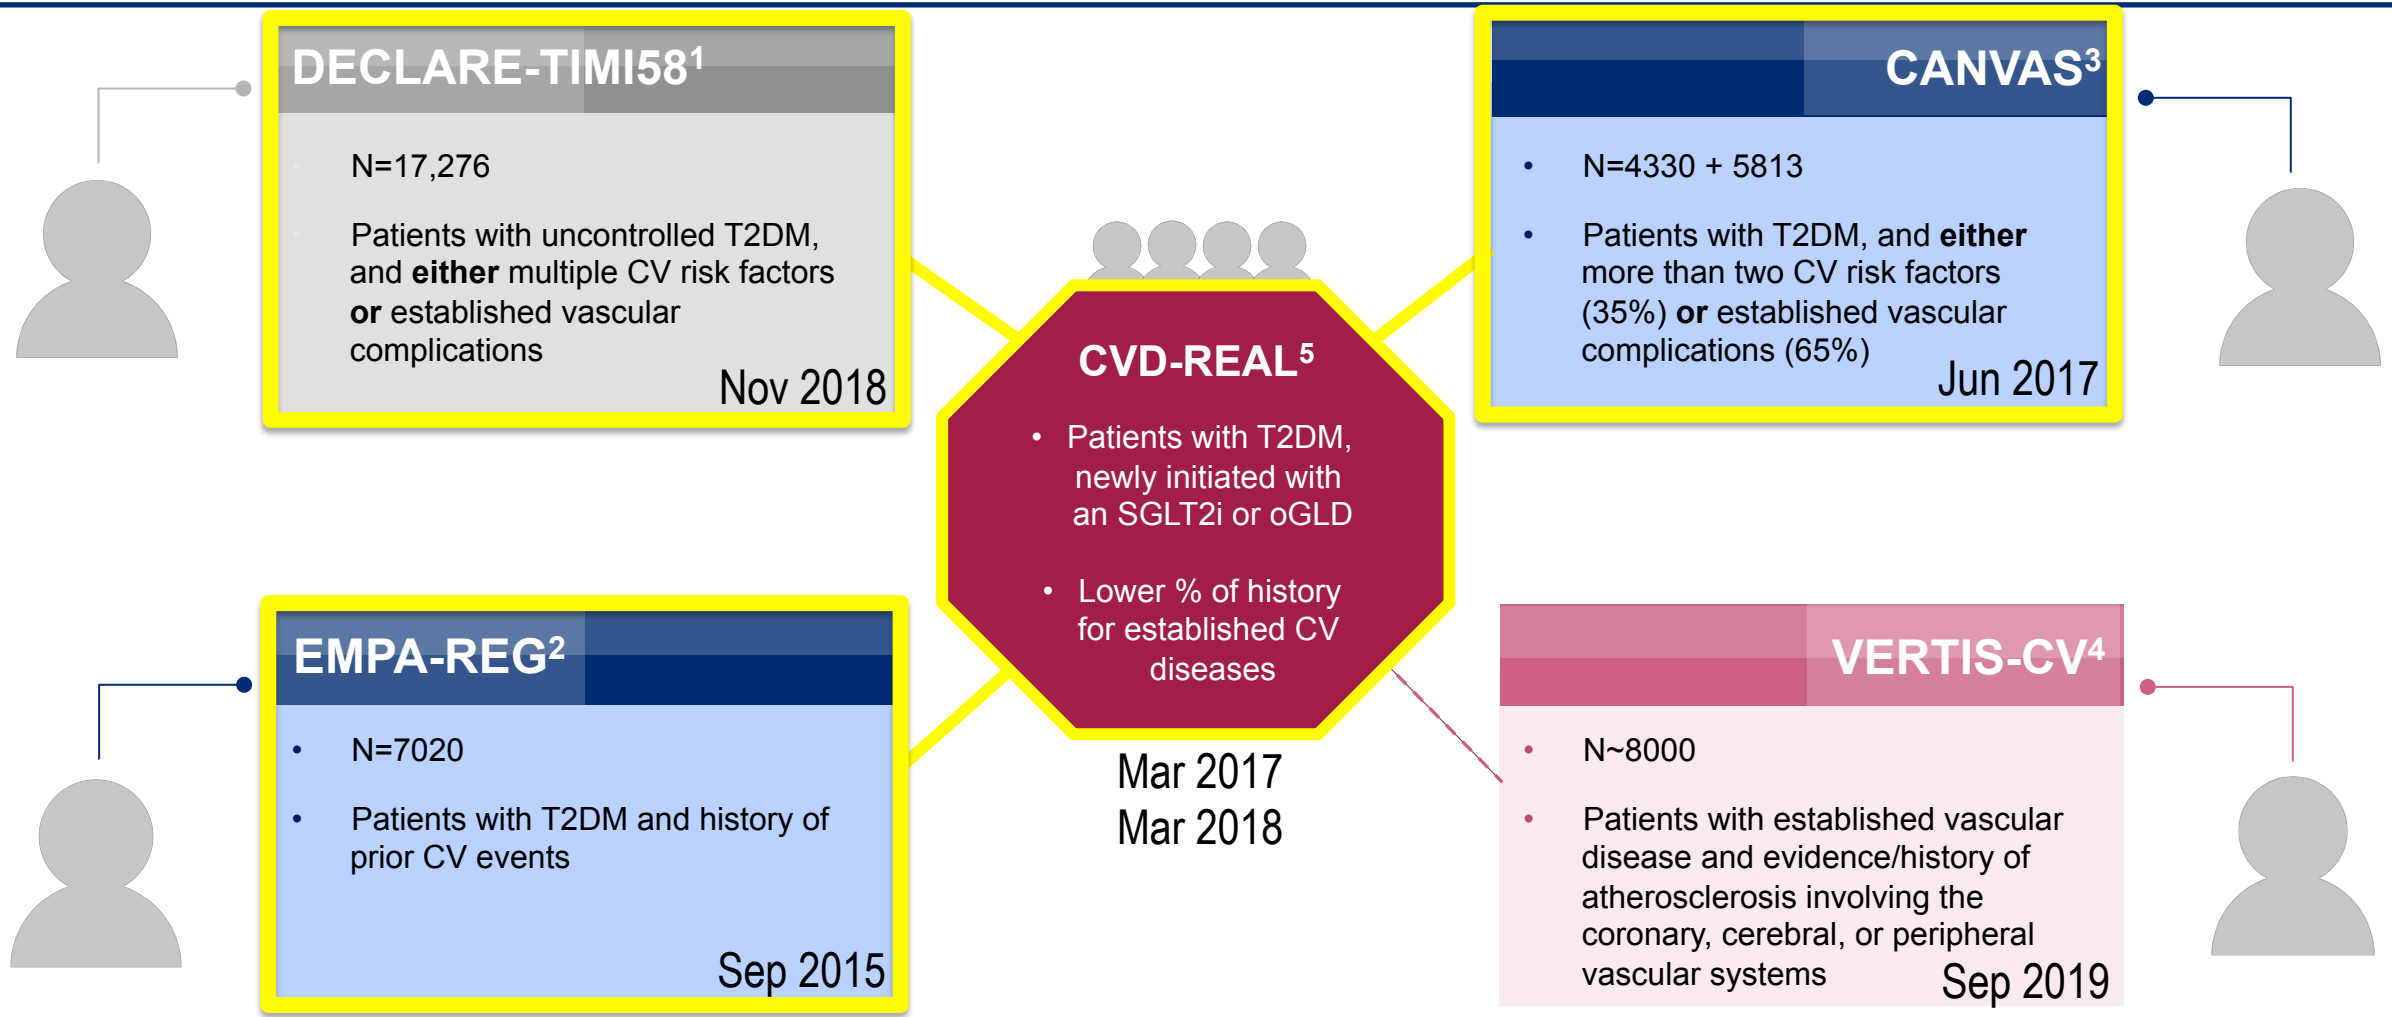 DECLARE-TIMI58¹
• N=17,276
• Patients with uncontrolled T2DM,
and either multiple CV risk factors
or established vascular
complications
Nov 2018
CANVAS³
• N=4330 + 5813
• Patients with T2DM, and either
more than two CV risk factors
(35%) or established vascular
complications (65%)
Jun 2017
CVD-REAL⁵
• Patients with T2DM,
newly initiated with
an SGLT2i or oGLD
• Lower % of history
for established CV
diseases
Mar 2017
Mar 2018
EMPA-REG²
• N=7020
• Patients with T2DM and history of
prior CV events
Sep 2015
VERTIS-CV⁴
• N~8000
• Patients with established vascular
disease and evidence/history of
atherosclerosis involving the
coronary, cerebral, or peripheral
vascular systems
Sep 2019